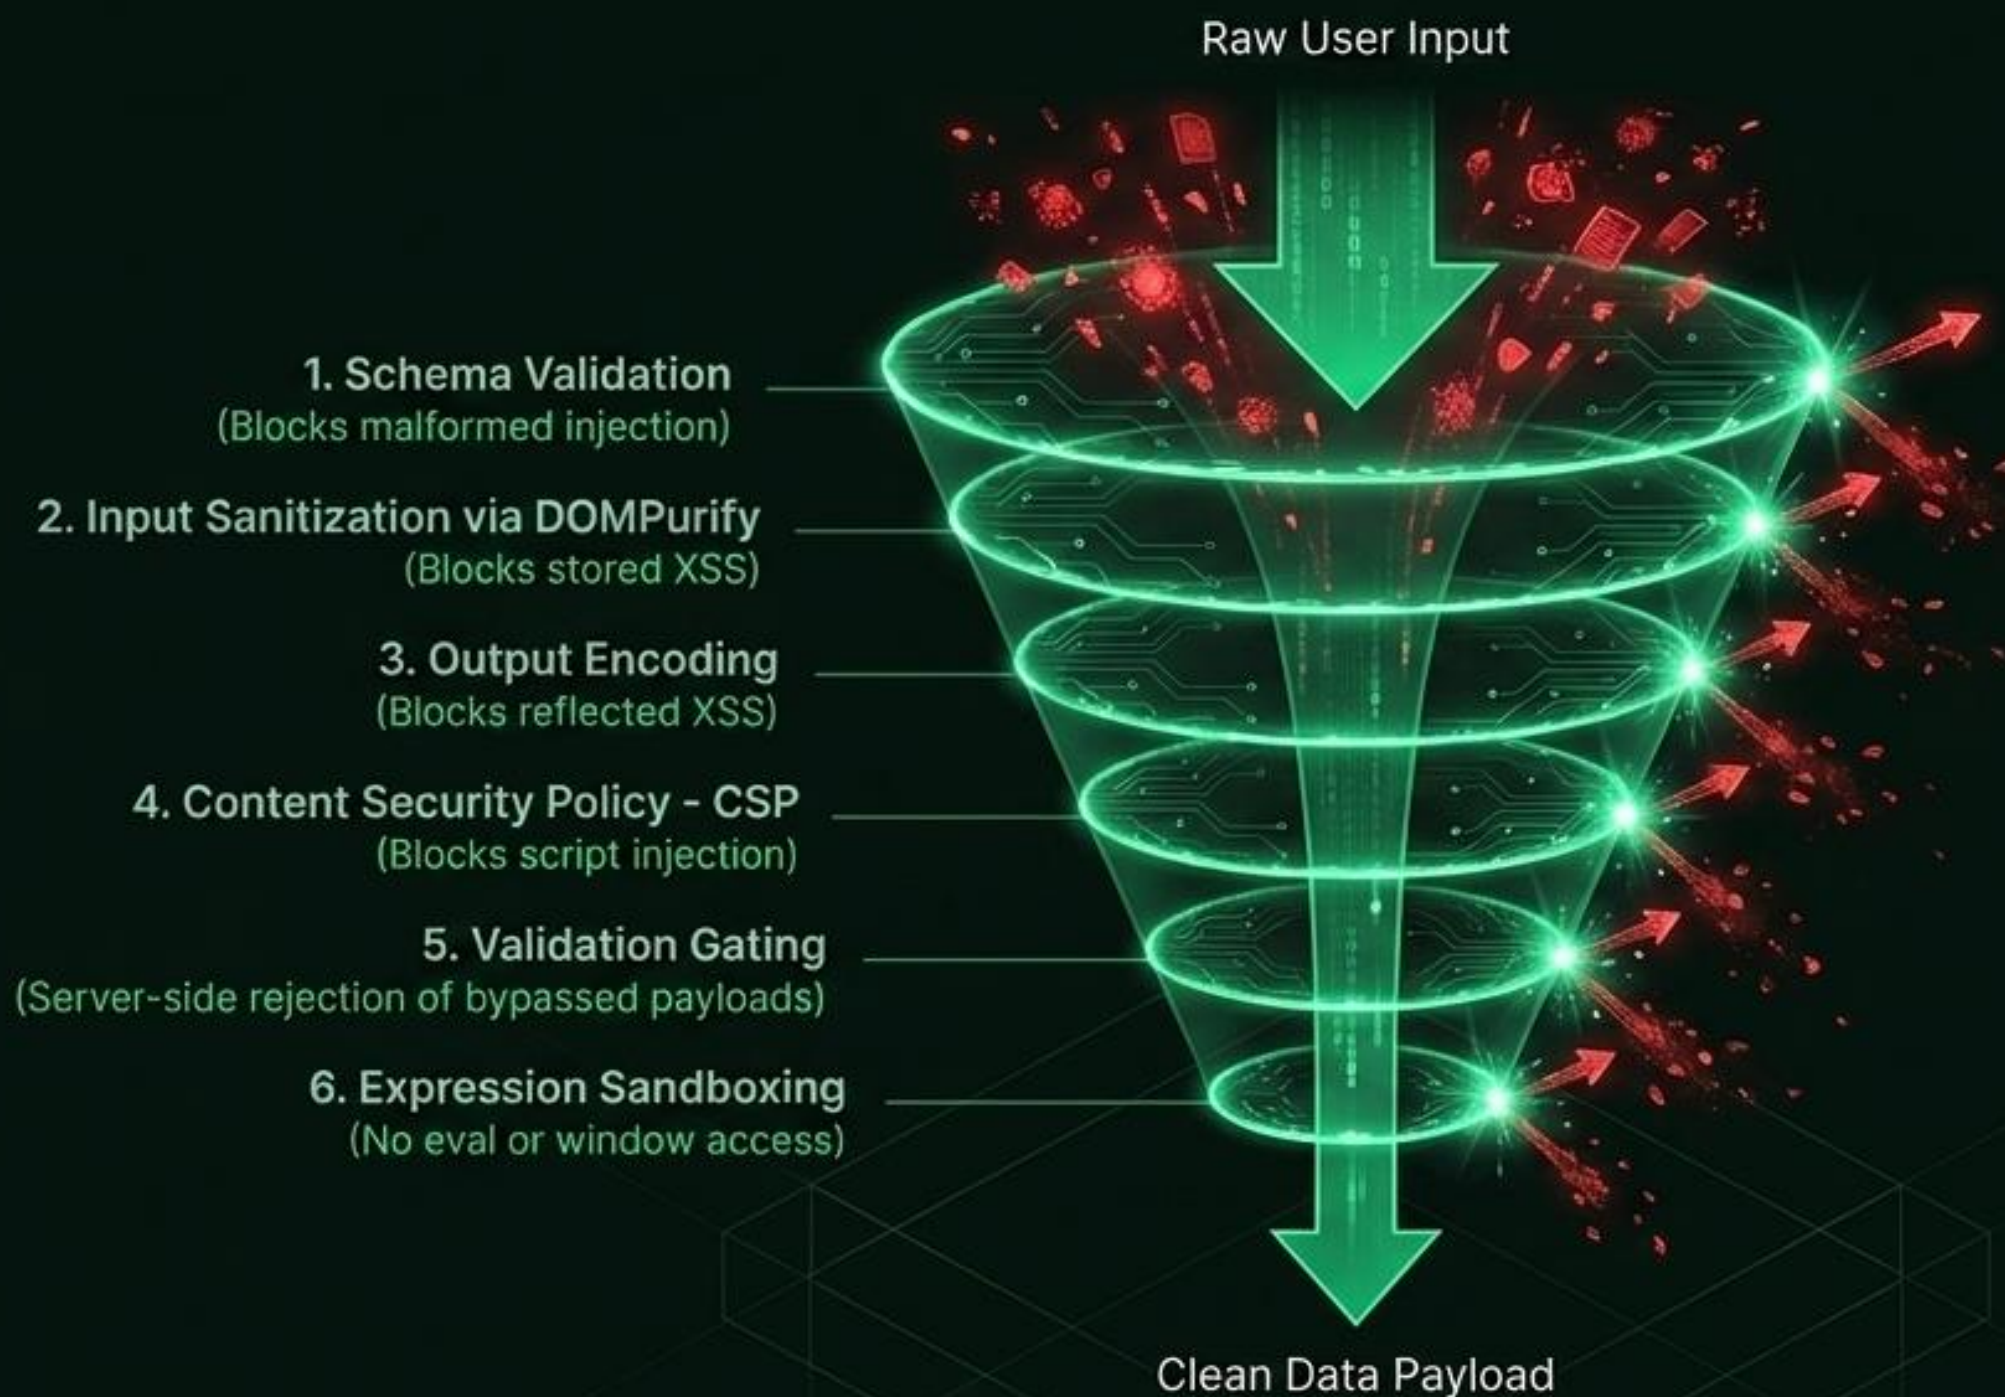 Raw User Input
1. Schema Validation
(Blocks malformed injection)
2. Input Sanitization via DOMPurify
(Blocks stored XSS)
3. Output Encoding
(Blocks reflected XSS)
4. Content Security Policy - CSP
(Blocks script injection)
5. Validation Gating
(Server-side rejection of bypassed payloads)
6. Expression Sandboxing
(No eval or window access)
Clean Data Payload